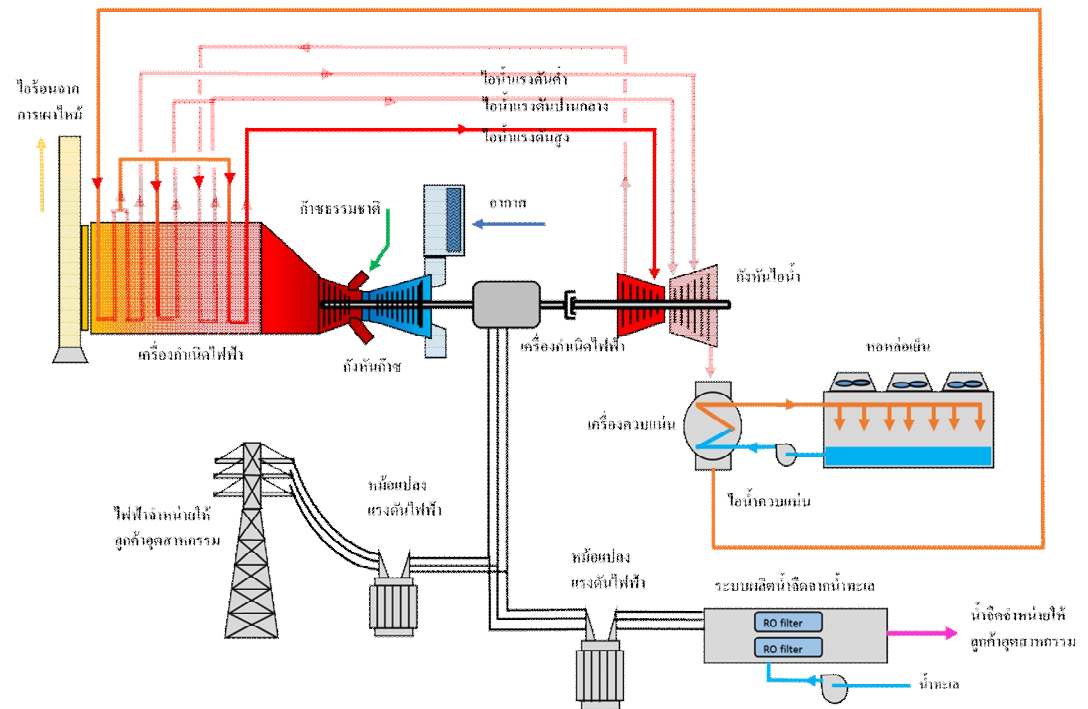 ไอร้อนจาก
การเผาไหม้
ไอน้ำแรงดันต่ำ
ไอน้ำแรงดันปานกลาง
ไอน้ำแรงดันสูง
ก๊าซธรรมชาติ
อากาศ
กังหันไอน้ำ
เครื่องกำเนิดไฟฟ้า
กังหันก๊าซ
เครื่องกำเนิดไฟฟ้า
หอหล่อเย็น
เครื่องควบแน่น
ไอน้ำควบแน่น
หม้อแปลง
แรงดันไฟฟ้า
ไฟฟ้าจำหน่ายให้
ลูกค้าอุตสาหกรรม
หม้อแปลง
แรงดันไฟฟ้า
ระบบผลิตน้ำจืดจากน้ำทะเล
RO filter
RO filter
น้ำจืดจำหน่ายให้
ลูกค้าอุตสาหกรรม
น้ำทะเล